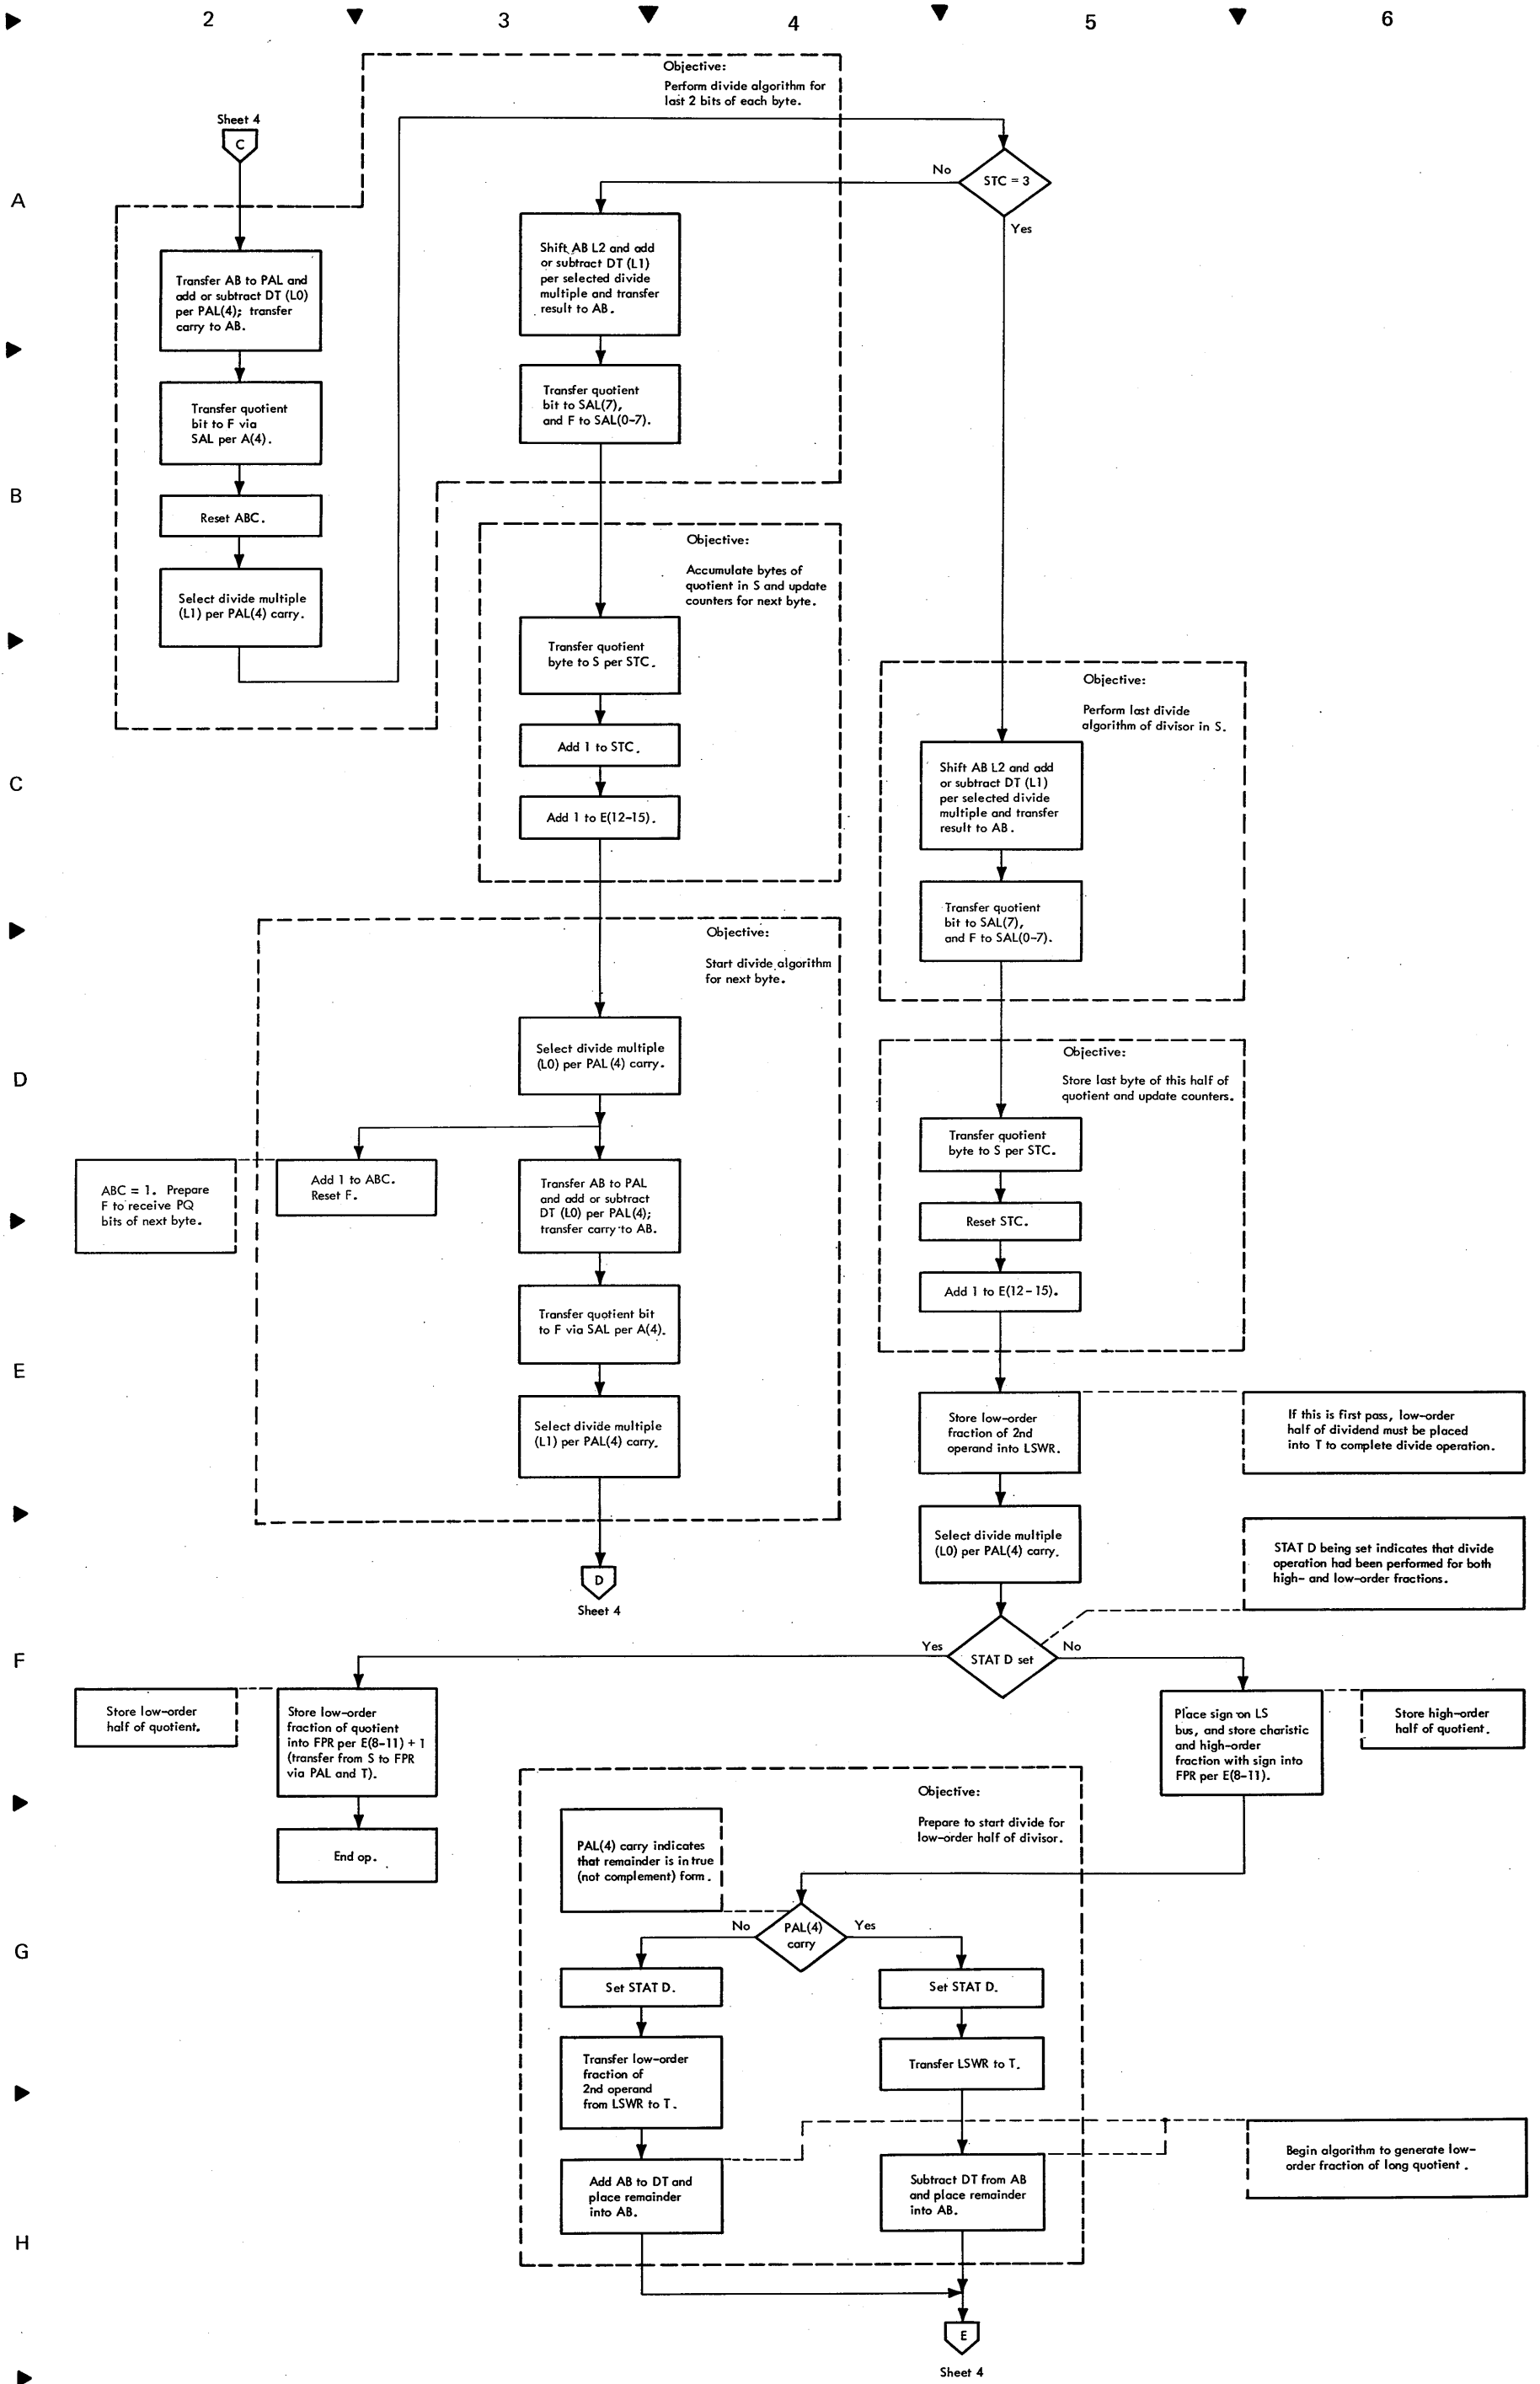 2
3
4
5
6
Objective:
Perform divide algorithm for
last 2 bits of each byte.
Sheet 4
C
A
No
STC = 3
Yes
Transfer AB to PAL and
add or subtract DT (L0)
per PAL(4); transfer
carry to AB.
Transfer quotient
bit to F via
SAL per A(4).
Reset ABC.
Select divide multiple
(L1) per PAL(4) carry.
Shift AB L2 and add
or subtract DT (L1)
per selected divide
multiple and transfer
result to AB.
Transfer quotient
bit to SAL(7),
and F to SAL(0-7).
B
Objective:
Accumulate bytes of
quotient in S and update
counters for next byte.
Transfer quotient
byte to S per STC.
Add 1 to STC.
Add 1 to E(12-15).
C
Objective:
Perform last divide
algorithm of divisor in S.
Shift AB L2 and add
or subtract DT (L1)
per selected divide
multiple and transfer
result to AB.
Transfer quotient
bit to SAL(7),
and F to SAL(0-7).
Objective:
Start divide algorithm
for next byte.
Select divide multiple
(L0) per PAL(4) carry.
D
ABC = 1. Prepare
F to receive PQ
bits of next byte.
Add 1 to ABC.
Reset F.
Transfer AB to PAL
and add or subtract
DT (L0) per PAL(4);
transfer carry to AB.
Transfer quotient bit
to F via SAL per A(4).
Select divide multiple
(L1) per PAL(4) carry.
D
Sheet 4
Objective:
Store last byte of this half of
quotient and update counters.
Transfer quotient
byte to S per STC.
Reset STC.
Add 1 to E(12-15).
E
Store low-order
fraction of 2nd
operand into LSWR.
If this is first pass, low-order
half of dividend must be placed
into T to complete divide operation.
Select divide multiple
(L0) per PAL(4) carry.
STAT D being set indicates that divide
operation had been performed for both
high- and low-order fractions.
F
Yes
STAT D set
No
Store low-order
half of quotient.
Store low-order
fraction of quotient
into FPR per E(8-11) + 1
(transfer from S to FPR
via PAL and T).
End op.
Place sign on LS
bus, and store charistic
and high-order
fraction with sign into
FPR per E(8-11).
Store high-order
half of quotient.
Objective:
Prepare to start divide for
low-order half of divisor.
PAL(4) carry indicates
that remainder is in true
(not complement) form.
G
No
PAL(4)
carry
Yes
Set STAT D.
Transfer low-order
fraction of
2nd operand
from LSWR to T.
Add AB to DT and
place remainder
into AB.
Set STAT D.
Transfer LSWR to T.
Subtract DT from AB
and place remainder
into AB.
Begin algorithm to generate low-
order fraction of long quotient.
H
E
Sheet 4